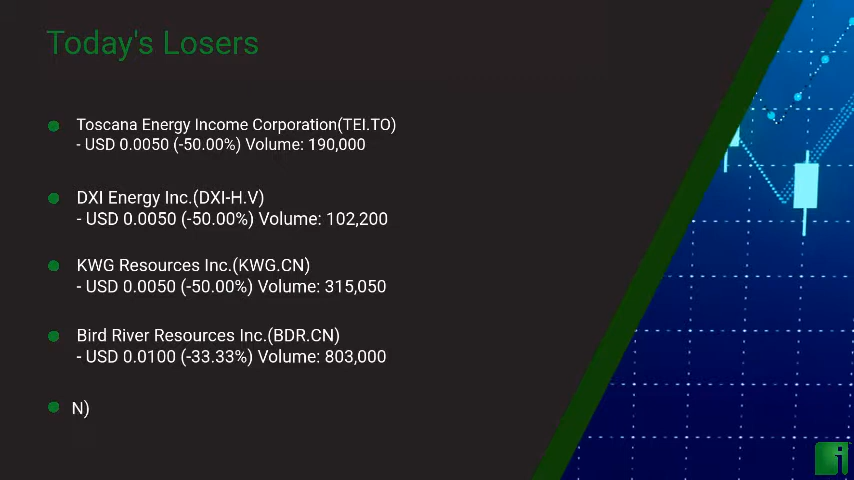 Today's Losers
Toscana Energy Income Corporation(TEI.TO)
- USD 0.0050 (-50.00%) Volume: 190,000
DXI Energy Inc.(DXI-H.V)
- USD 0.0050 (-50.00%) Volume: 102,200
KWG Resources Inc.(KWG.CN)
- USD 0.0050 (-50.00%) Volume: 315,050
Bird River Resources Inc.(BDR.CN)
- USD 0.0100 (-33.33%) Volume: 803,000
N)
i